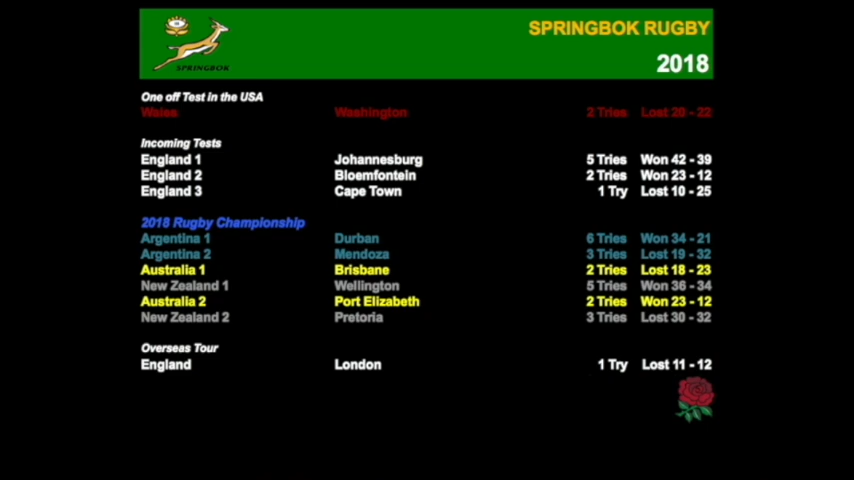 SPRINGBOK RUGBY
SPRINGBOK
2018
One off Test in the USA
Wales Washington 2 Tries Lost 20 - 22
Incoming Tests
England 1 Johannesburg 5 Tries Won 42 - 39
England 2 Bloemfontein 2 Tries Won 23 - 12
England 3 Cape Town 1 Try Lost 10 - 25
2018 Rugby Championship
Argentina 1 Durban 6 Tries Won 34 - 21
Argentina 2 Mendoza 3 Tries Lost 19 - 32
Australia 1 Brisbane 2 Tries Lost 18 - 23
New Zealand 1 Wellington 5 Tries Won 36 - 34
Australia 2 Port Elizabeth 2 Tries Won 23 - 12
New Zealand 2 Pretoria 3 Tries Lost 30 - 32
Overseas Tour
England London 1 Try Lost 11 - 12